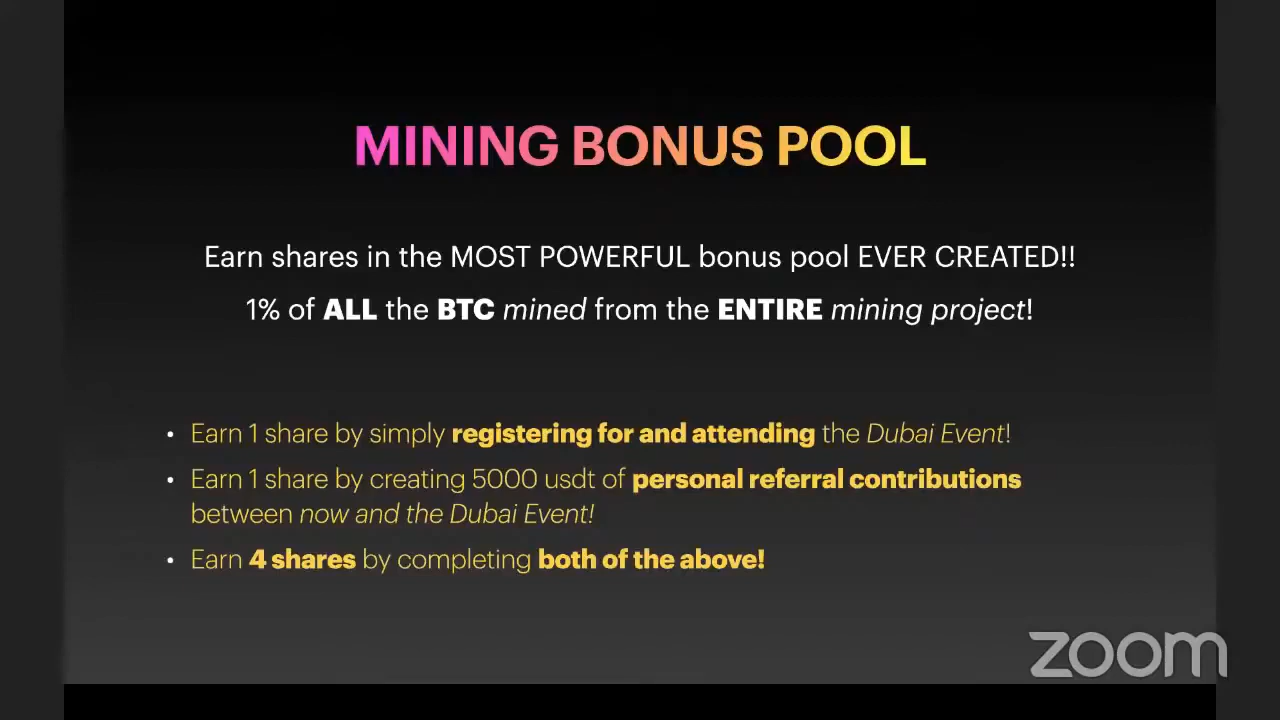 MINING BONUS POOL
Earn shares in the MOST POWERFUL bonus pool EVER CREATED!!
1% of ALL the BTC mined from the ENTIRE mining project!
• Earn 1 share by simply registering for and attending the Dubai Event!
• Earn 1 share by creating 5000 usdt of personal referral contributions
between now and the Dubai Event!
• Earn 4 shares by completing both of the above!
zoom